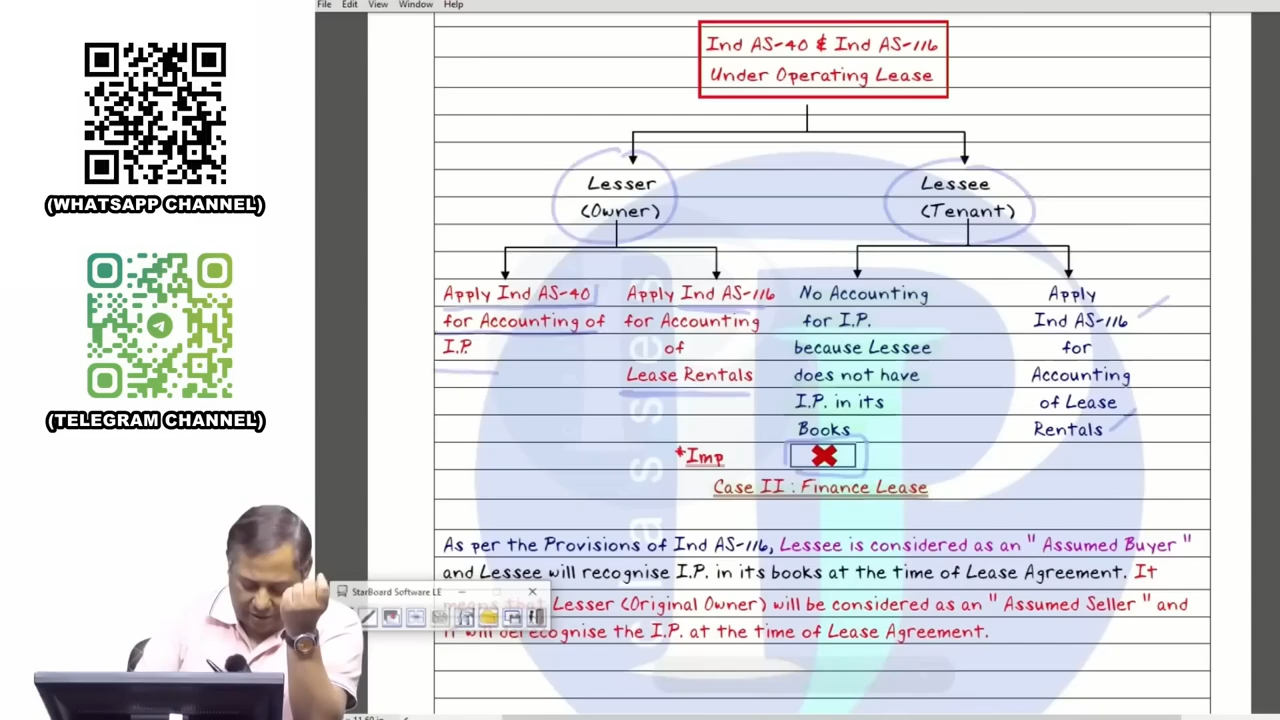 File Edit View Window Help
Ind AS-40 & Ind AS-116
Under Operating Lease
Lesser
(Owner)
Lessee
(Tenant)
Apply Ind AS-40
for Accounting of
I.P.
Apply Ind AS-116
for Accounting
of
Lease Rentals
No Accounting
for I.P.
because Lessee
does not have
I.P. in its
Books
Apply
Ind AS-116
for
Accounting
of Lease
Rentals
*Imp
Case II : Finance Lease
As per the Provisions of Ind AS-116, Lessee is considered as an " Assumed Buyer "
and Lessee will recognise I.P. in its books at the time of Lease Agreement. It
Lesser (Original Owner) will be considered as an " Assumed Seller " and
will derecognise the I.P. at the time of Lease Agreement.
(WHATSAPP CHANNEL)
(TELEGRAM CHANNEL)
StarBoard Software LE